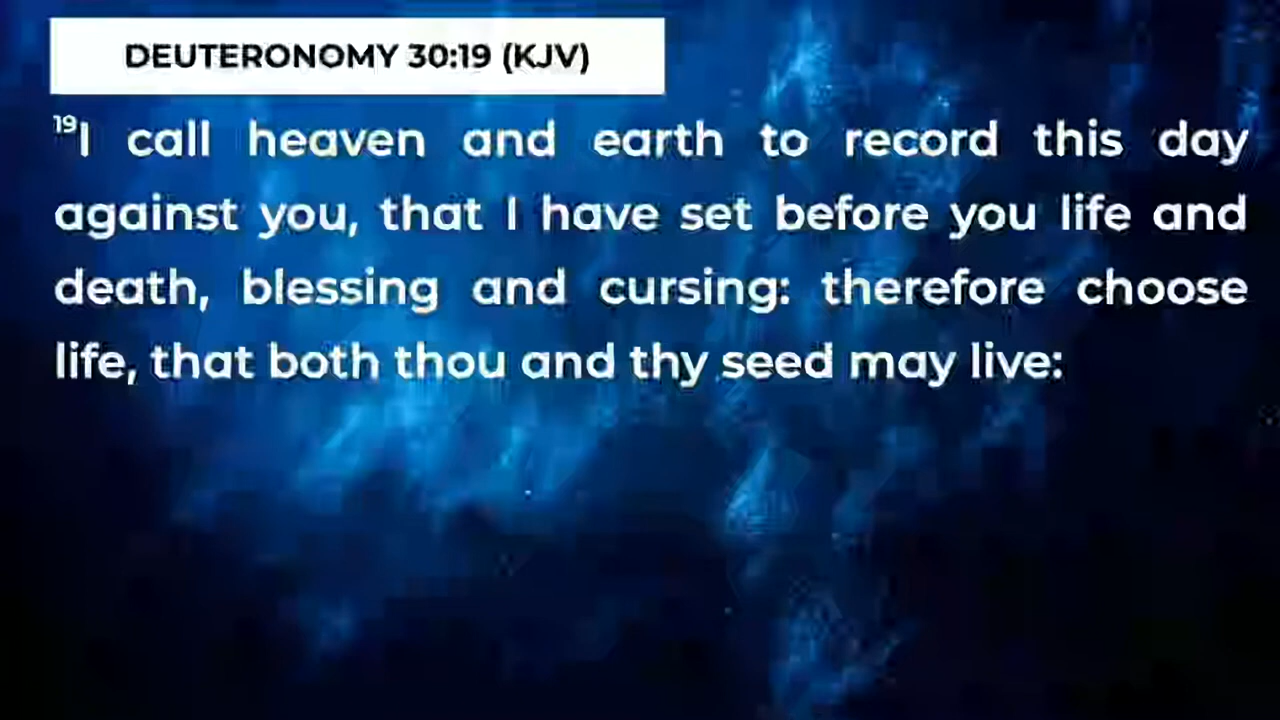 DEUTERONOMY 30:19 (KJV)
19I call heaven and earth to record this day
against you, that I have set before you life and
death, blessing and cursing: therefore choose
life, that both thou and thy seed may live: